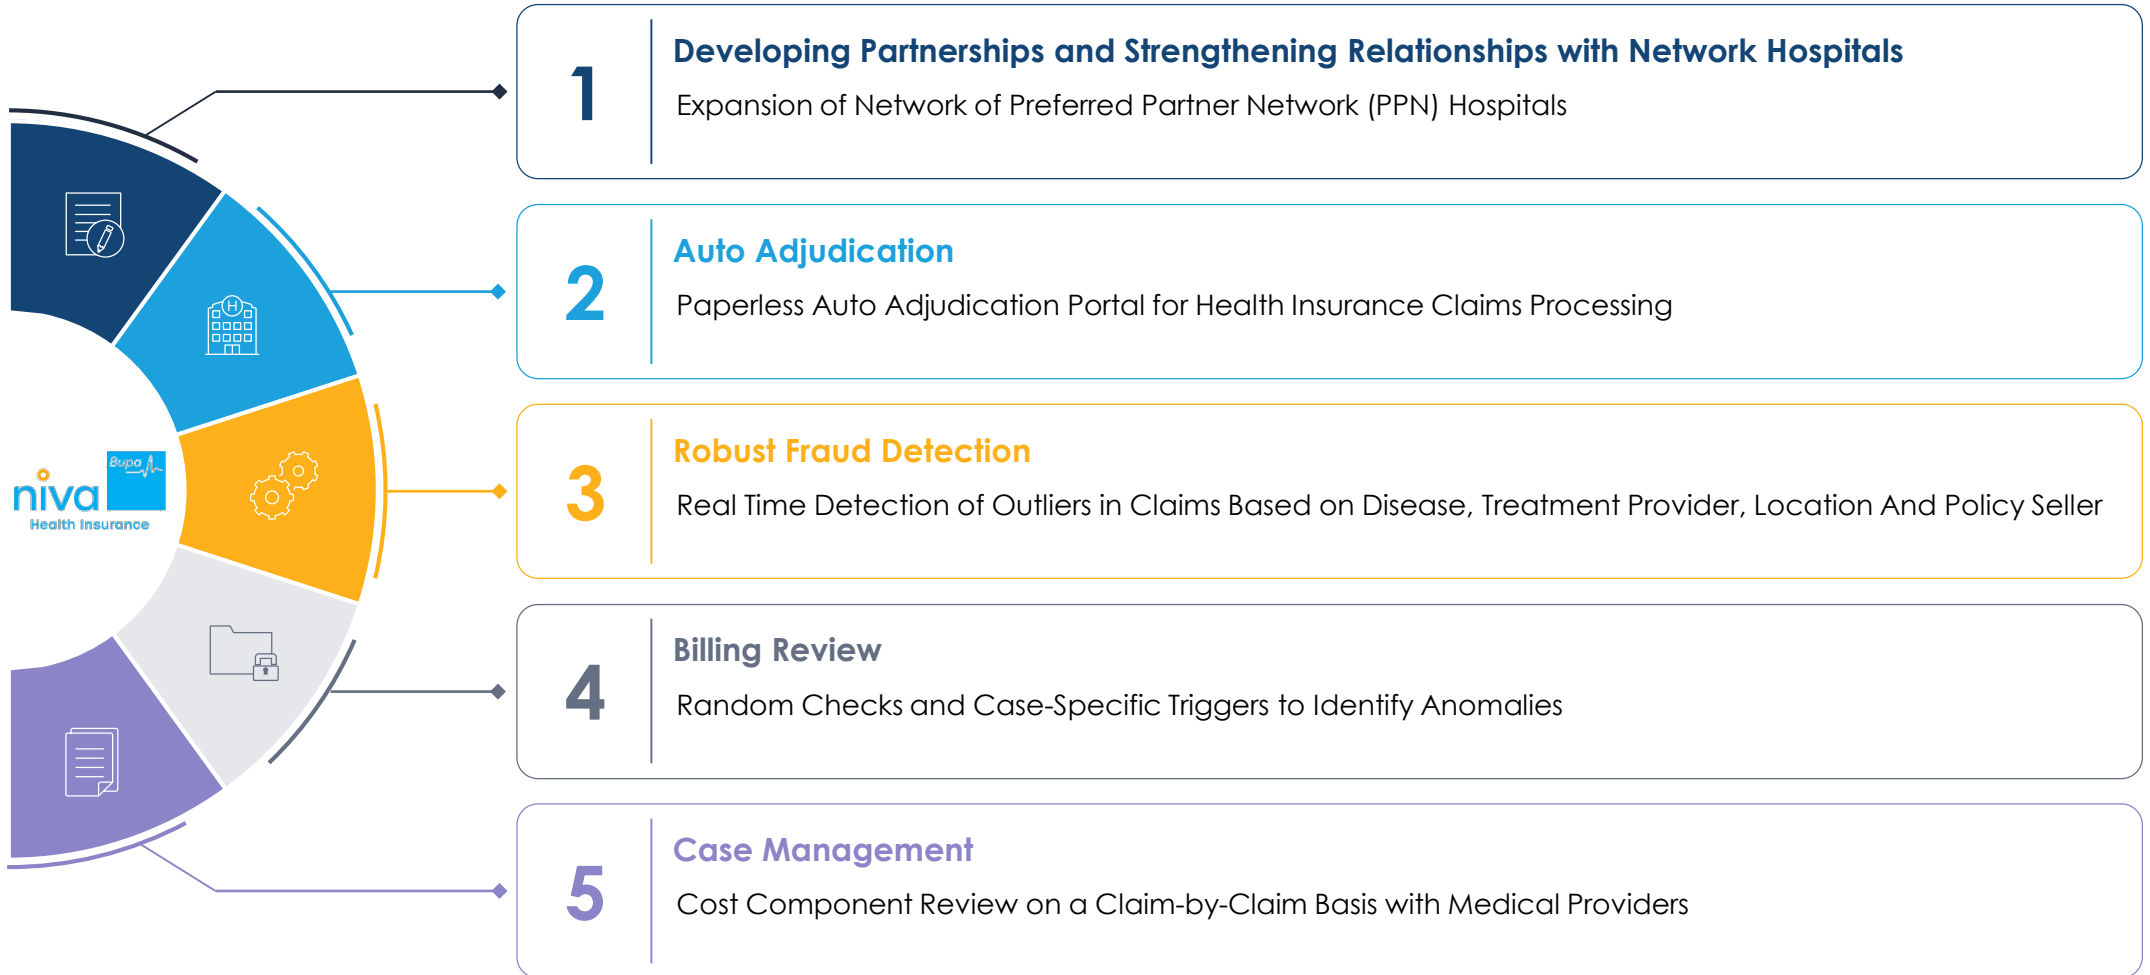 1
Developing Partnerships and Strengthening Relationships with Network Hospitals
Expansion of Network of Preferred Partner Network (PPN) Hospitals
2
Auto Adjudication
Paperless Auto Adjudication Portal for Health Insurance Claims Processing
H
niva
Bupa
Health Insurance
3
Robust Fraud Detection
Real Time Detection of Outliers in Claims Based on Disease, Treatment Provider, Location And Policy Seller
4
Billing Review
Random Checks and Case-Specific Triggers to Identify Anomalies
5
Case Management
Cost Component Review on a Claim-by-Claim Basis with Medical Providers